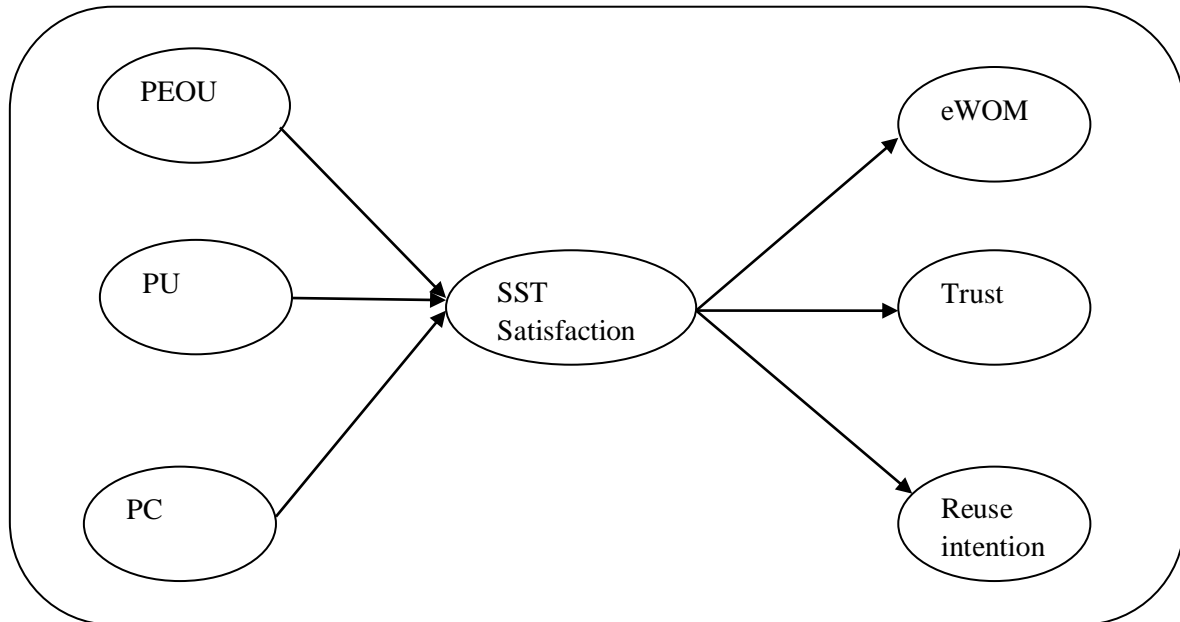 PEOU
eWOM
PU
SST
Satisfaction
Trust
PC
Reuse
intention